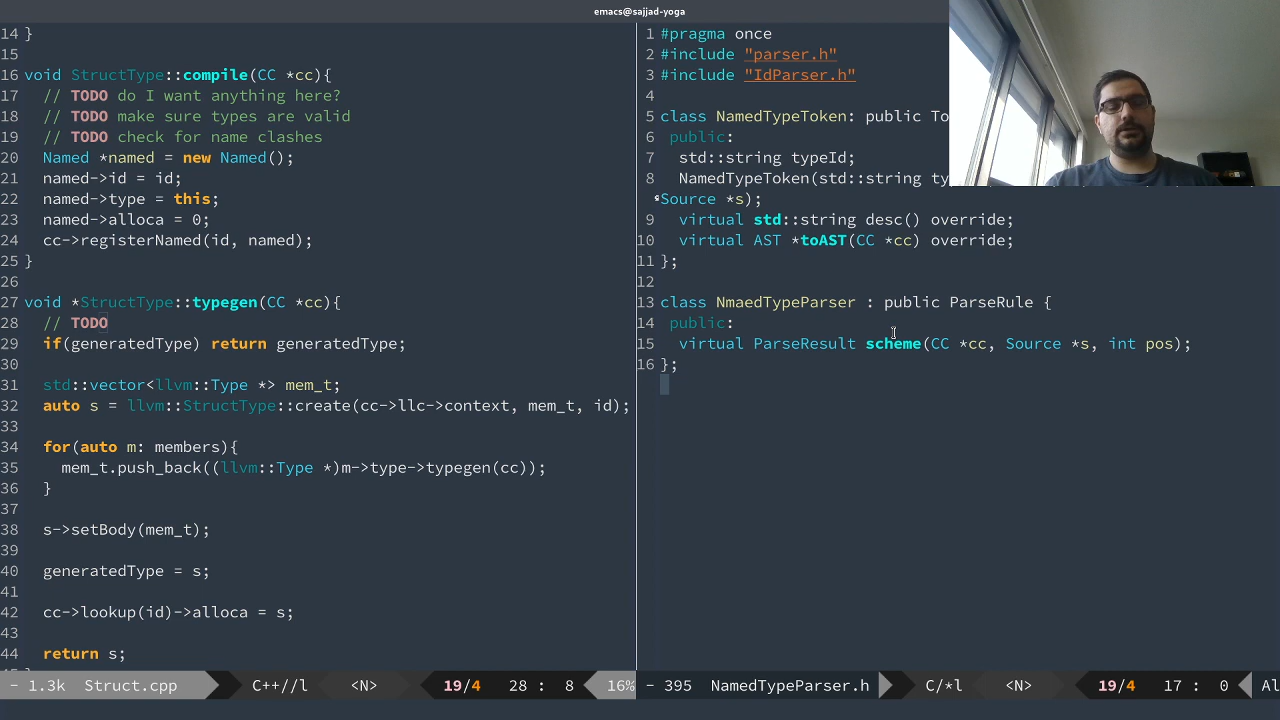 emacs@sajjad-yoga
14 }
15
16 void StructType::compile(CC *cc){
17 // TODO do I want anything here?
18 // TODO make sure types are valid
19 // TODO check for name clashes
20 Named *named = new Named();
21 named->id = id;
22 named->type = this;
23 named->alloca = 0;
24 cc->registerNamed(id, named);
25 }
26
27 void *StructType::typegen(CC *cc){
28 // TODO
29 if(generatedType) return generatedType;
30
31 std::vector<llvm::Type *> mem_t;
32 auto s = llvm::StructType::create(cc->llc->context, mem_t, id);
33
34 for(auto m: members){
35 mem_t.push_back((llvm::Type *)m->type->typegen(cc));
36 }
37
38 s->setBody(mem_t);
39
40 generatedType = s;
41
42 cc->lookup(id)->alloca = s;
43
44 return s;
- 1.3k Struct.cpp C++//l <N> 19/4 28 : 8 16%
1 #pragma once
2 #include "parser.h"
3 #include "IdParser.h"
4
5 class NamedTypeToken: public To
6 public:
7 std::string typeId;
8 NamedTypeToken(std::string ty
Source *s);
9 virtual std::string desc() override;
10 virtual AST *toAST(CC *cc) override;
11 };
12
13 class NmaedTypeParser : public ParseRule {
14 public:
15 virtual ParseResult scheme(CC *cc, Source *s, int pos);
16 };
- 395 NamedTypeParser.h C/*l <N> 19/4 17 : 0 Al